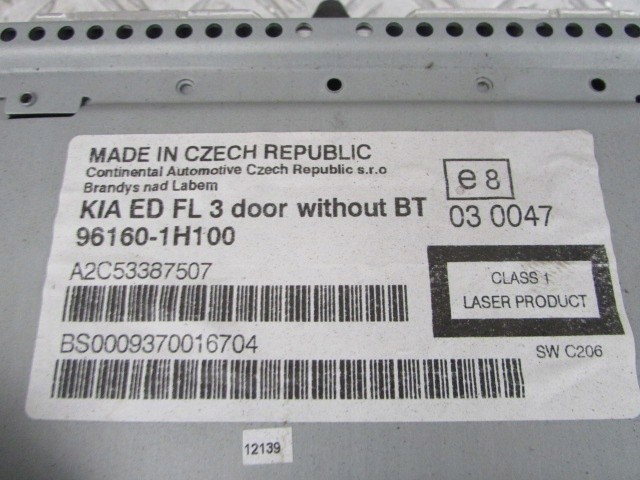 MADE IN CZECH REPUBLIC
Continental Automotive Czech Republic s.r.o
Brandys nad Labem
KIA ED FL 3 door without BT
96160-1H100
e8
03 0047
A2C53387507
CLASS 1
LASER PRODUCT
BS0009370016704
SW C206
12139